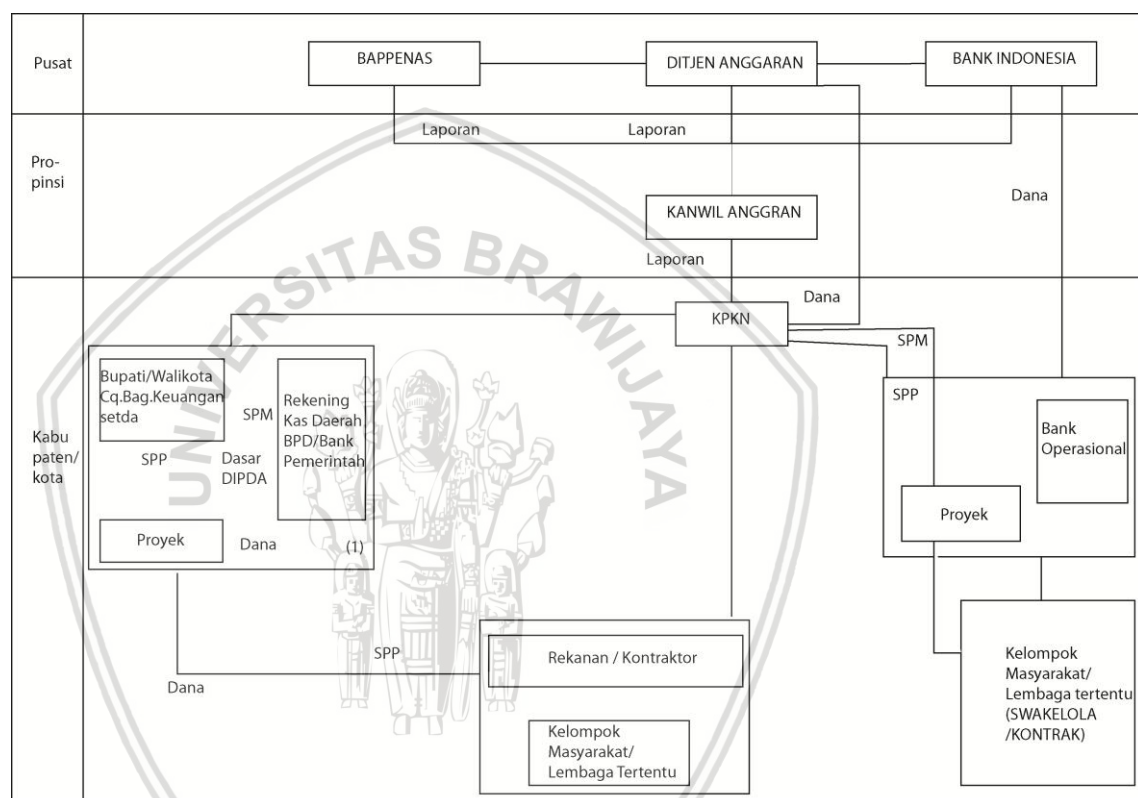 Pusat
BAPPENAS
DITJEN ANGGARAN
BANK INDONESIA
Laporan
Laporan
Pro-
pinsi
Dana
KANWIL ANGGRAN
Laporan
Dana
KPKN
SPM
Kabu
paten/
kota
Bupati/Walikota
Cq.Bag.Keuangan
setda
SPM
Rekening
Kas Daerah
BPD/Bank
Pemerintah
SPP
Dasar
DIPDA
Proyek
Dana
(1)
SPP
Bank
Operasional
Proyek
SPP
Dana
Rekanan / Kontraktor
Kelompok
Masyarakat/
Lembaga Tertentu
Kelompok
Masyarakat/
Lembaga tertentu
(SWAKELOLA
/KONTRAK)
UNIVERSITAS BRAWIJAYA